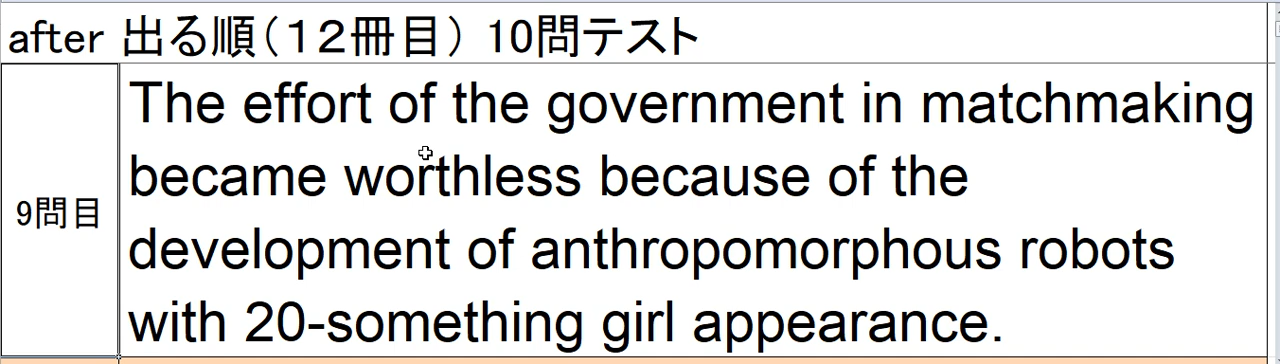 after 出る順（１２冊目） 10問テスト
9問目
The effort of the government in matchmaking
became worthless because of the
development of anthropomorphous robots
with 20-something girl appearance.